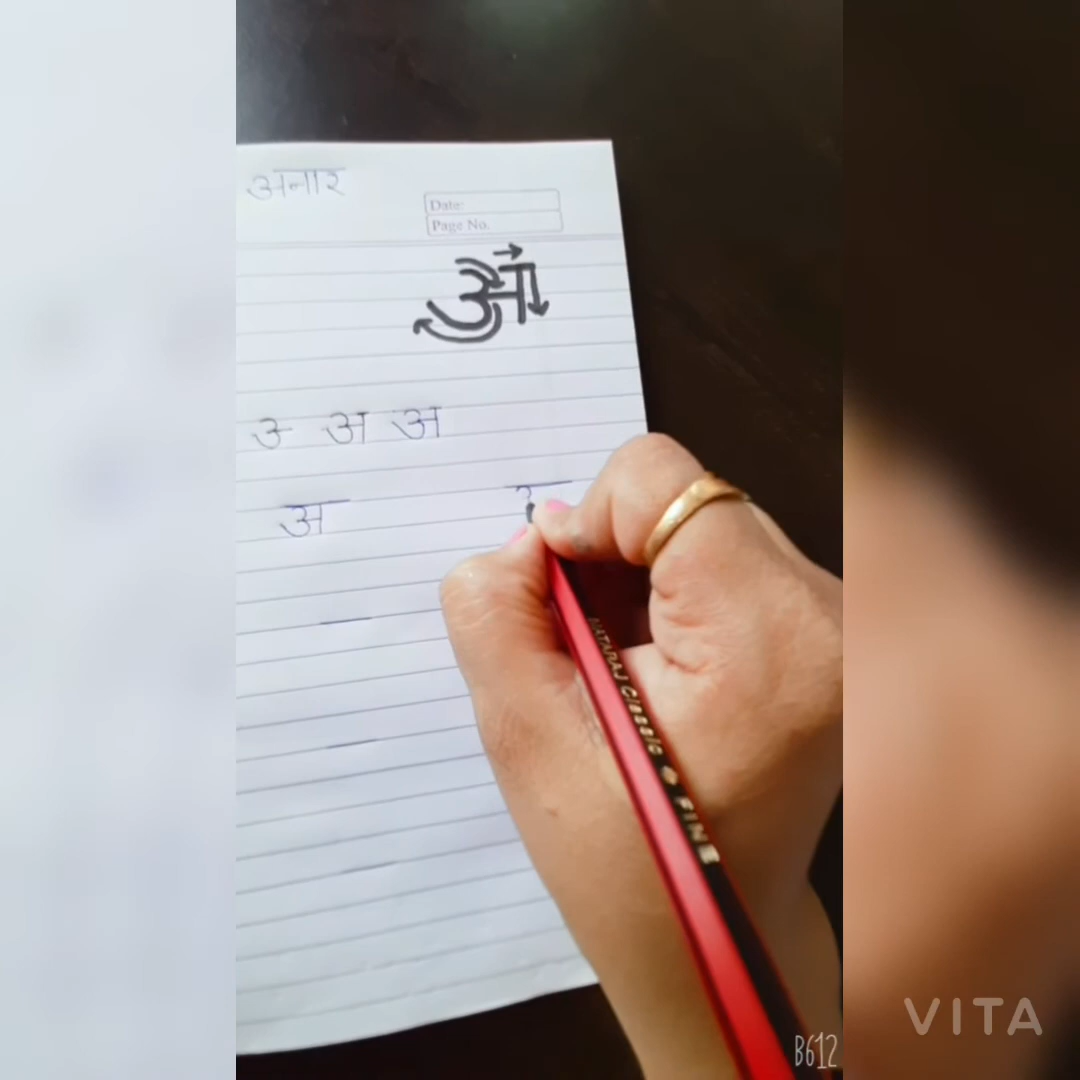 अनार
Date:
Page No.
अ
उ अ अ
अ
NATARAJ Classic FINE
VITA
B612